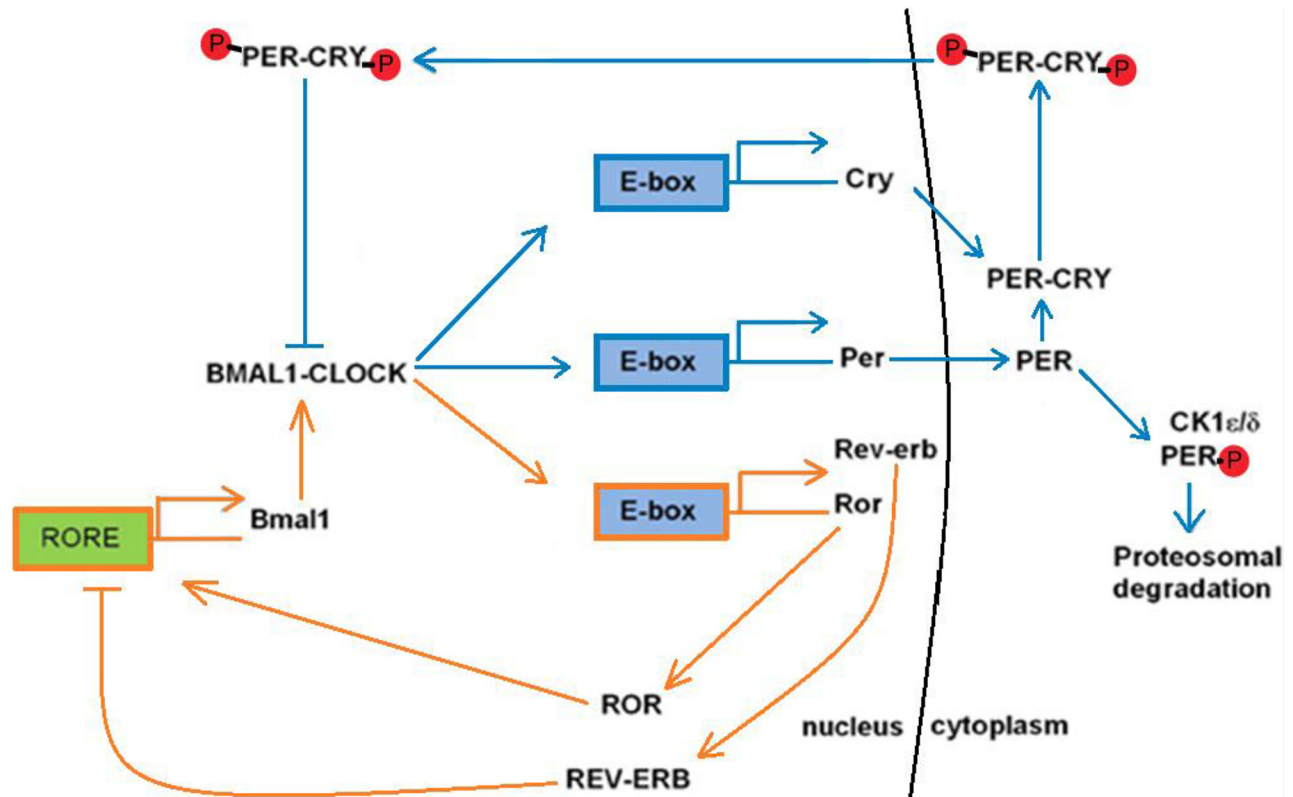 P PER-CRY P
P PER-CRY P
E-box
Cry
PER-CRY
E-box
Per
PER
BMAL1-CLOCK
CK1ε/δ
PER P
Rev-erb
E-box
Ror
RORE
Bmal1
Proteosomal
degradation
ROR
nucleus
cytoplasm
REV-ERB